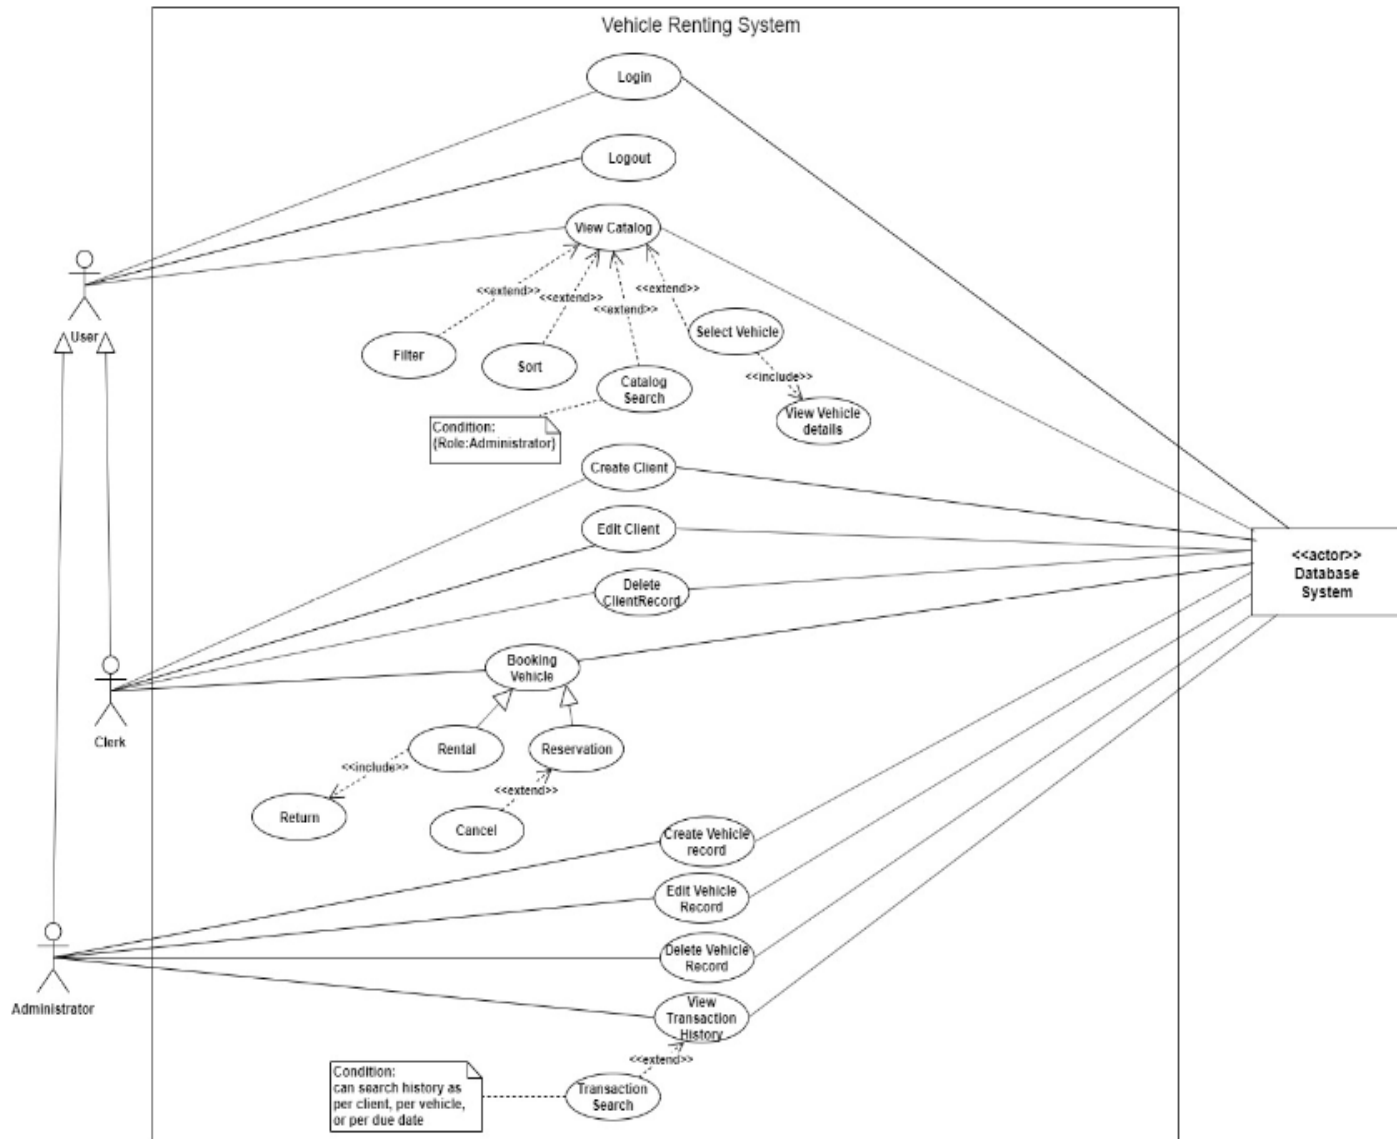 Vehicle Renting System
Login
Logout
View Catalog
<<extend>>
<<extend>>
<<extend>>
<<extend>>
User
Filter
Sort
Catalog
Search
Select Vehicle
<<include>>
View Vehicle
details
Condition:
(Role:Administrator)
Create Client
Edit Client
Delete
ClientRecord
<<actor>>
Database
System
Booking
Vehicle
Clerk
Rental
Reservation
<<include>>
<<extend>>
Return
Cancel
Create Vehicle
record
Edit Vehicle
Record
Delete Vehicle
Record
Administrator
View
Transaction
History
<<extend>>
Condition:
can search history as
per client, per vehicle,
or per due date
Transaction
Search